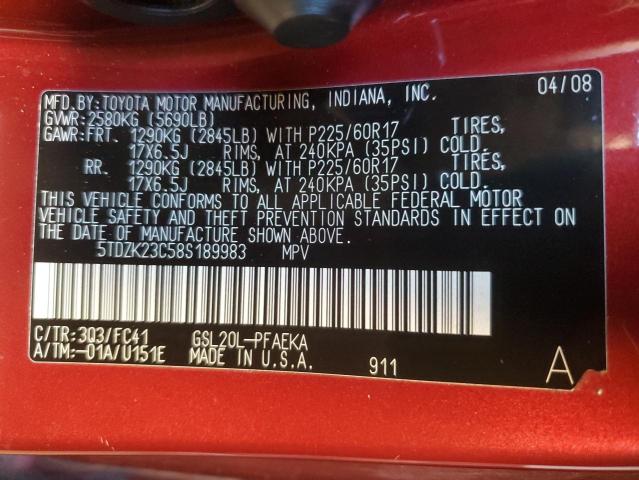 MFD.BY:TOYOTA MOTOR MANUFACTURING, INDIANA, INC. 04/08
GVWR:2580KG (5690LB)
GAWR:FRT. 1290KG (2845LB) WITH P225/60R17 TIRES,
17X6.5J RIMS, AT 240KPA (35PSI) COLD.
RR. 1290KG (2845LB) WITH P225/60R17 TIRES,
17X6.5J RIMS, AT 240KPA (35PSI) COLD.
THIS VEHICLE CONFORMS TO ALL APPLICABLE FEDERAL MOTOR
VEHICLE SAFETY AND THEFT PREVENTION STANDARDS IN EFFECT ON
THE DATE OF MANUFACTURE SHOWN ABOVE.
5TDZK23C58S189983 MPV
C/TR:3Q3/FC41 GSL20L-PFAEKA
A/TM:-01A/U151E MADE IN U.S.A. 911 A